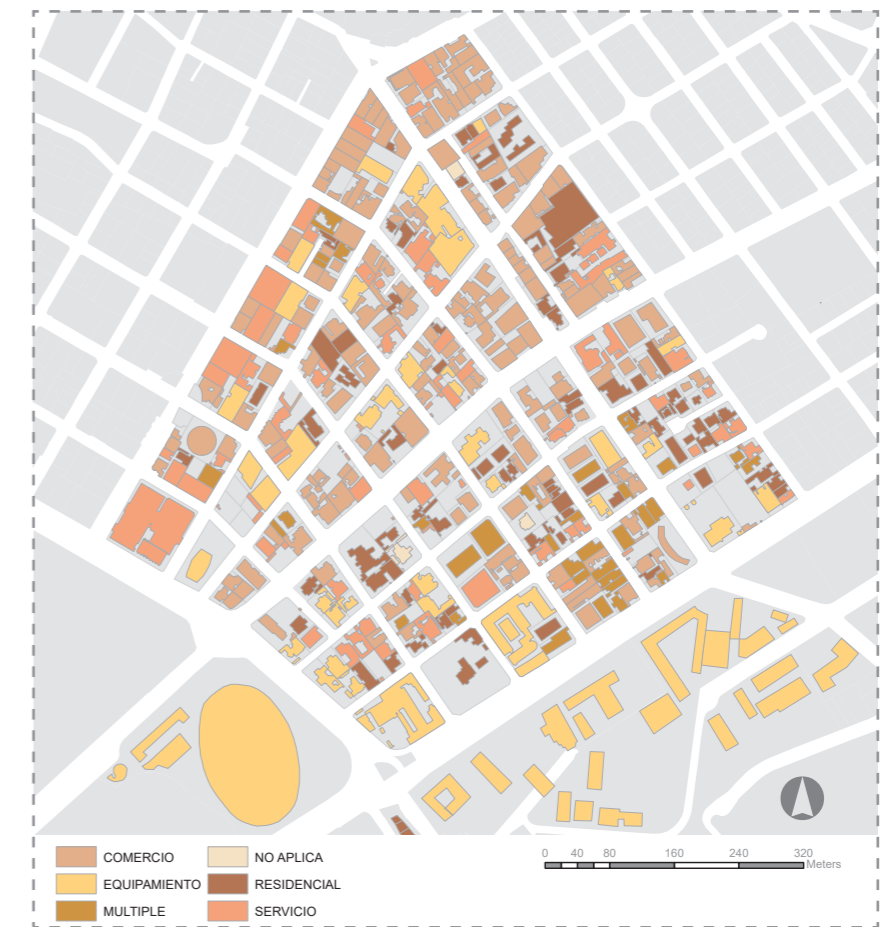 COMERCIO
EQUIPAMIENTO
MULTIPLE
NO APLICA
RESIDENCIAL
SERVICIO
0 40 80 160 240 320
Meters